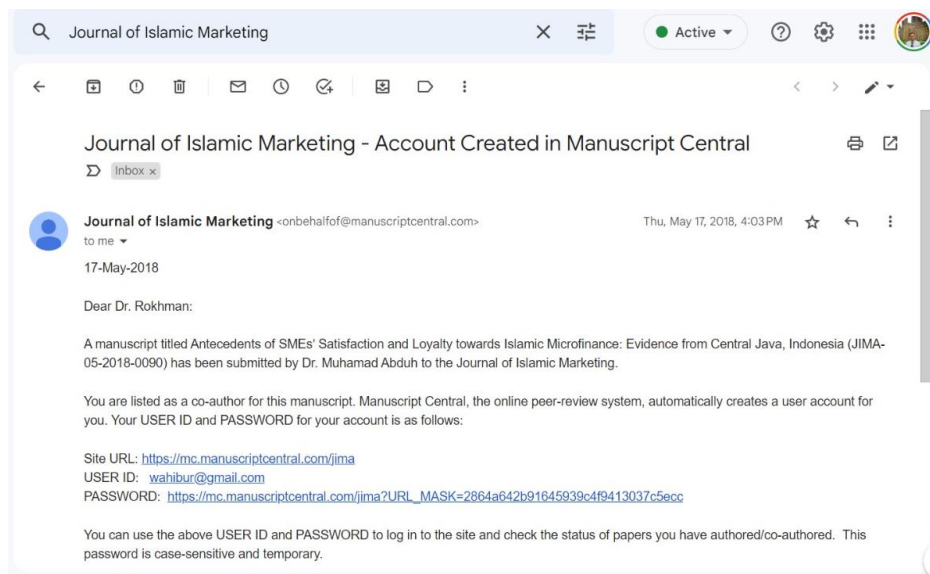 Journal of Islamic Marketing
Active
Journal of Islamic Marketing - Account Created in Manuscript Central
Inbox ×
Journal of Islamic Marketing <onbehalfof@manuscriptcentral.com>
Thu, May 17, 2018, 4:03 PM
to me
17-May-2018
Dear Dr. Rokhman:
A manuscript titled Antecedents of SMEs' Satisfaction and Loyalty towards Islamic Microfinance: Evidence from Central Java, Indonesia (JIMA-
05-2018-0090) has been submitted by Dr. Muhamad Abduh to the Journal of Islamic Marketing.
You are listed as a co-author for this manuscript. Manuscript Central, the online peer-review system, automatically creates a user account for
you. Your USER ID and PASSWORD for your account is as follows:
Site URL: https://mc.manuscriptcentral.com/jima
USER ID: wahibur@gmail.com
PASSWORD: https://mc.manuscriptcentral.com/jima?URL_MASK=2864a642b91645939c4f9413037c5ecc
You can use the above USER ID and PASSWORD to log in to the site and check the status of papers you have authored/co-authored. This
password is case-sensitive and temporary.